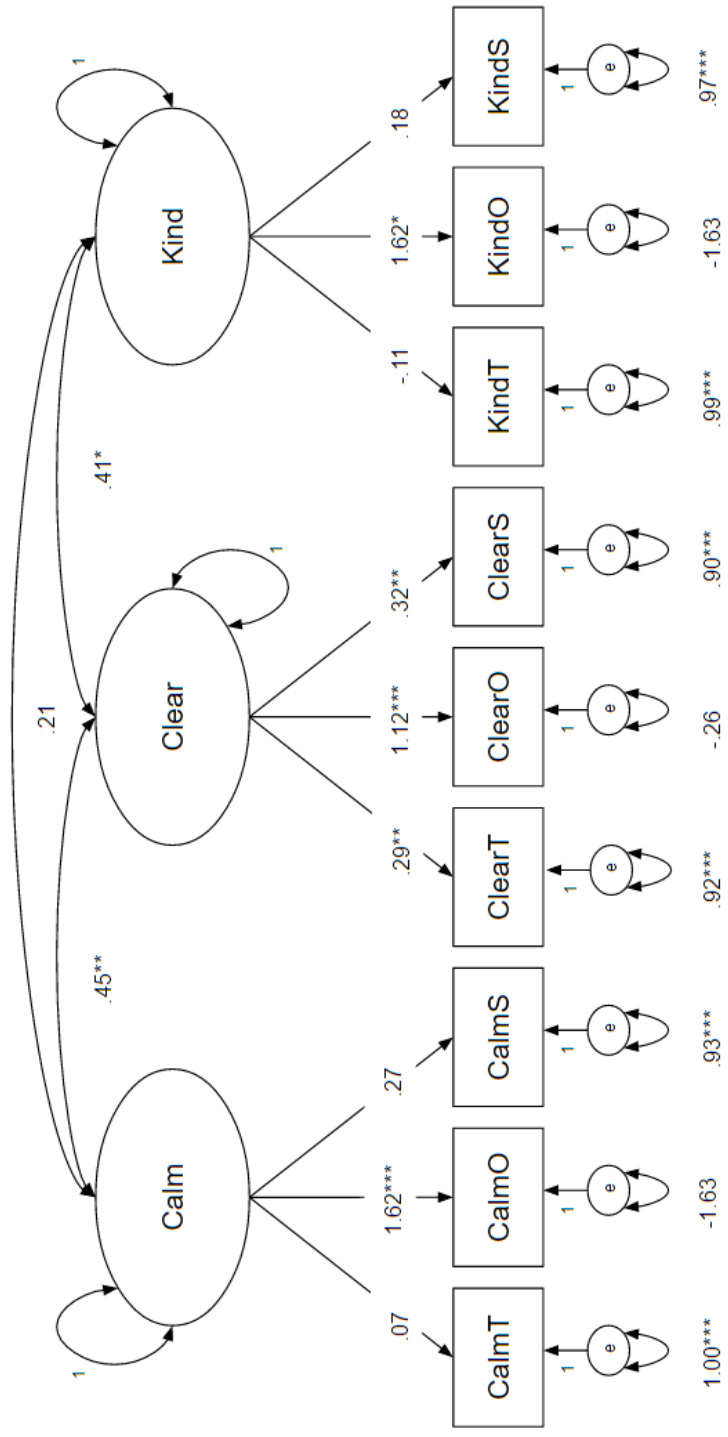 .21
.45**
.41*
1
1
1
Calm
Clear
Kind
.07
1.62***
.27
.29**
1.12***
.32**
-.11
1.62*
.18
CalmT
CalmO
CalmS
ClearT
ClearO
ClearS
KindT
KindO
KindS
1
1
1
1
1
1
1
1
1
e
e
e
e
e
e
e
e
e
1.00***
-1.63
.93***
.92***
-.26
.90***
.99***
-1.63
.97***